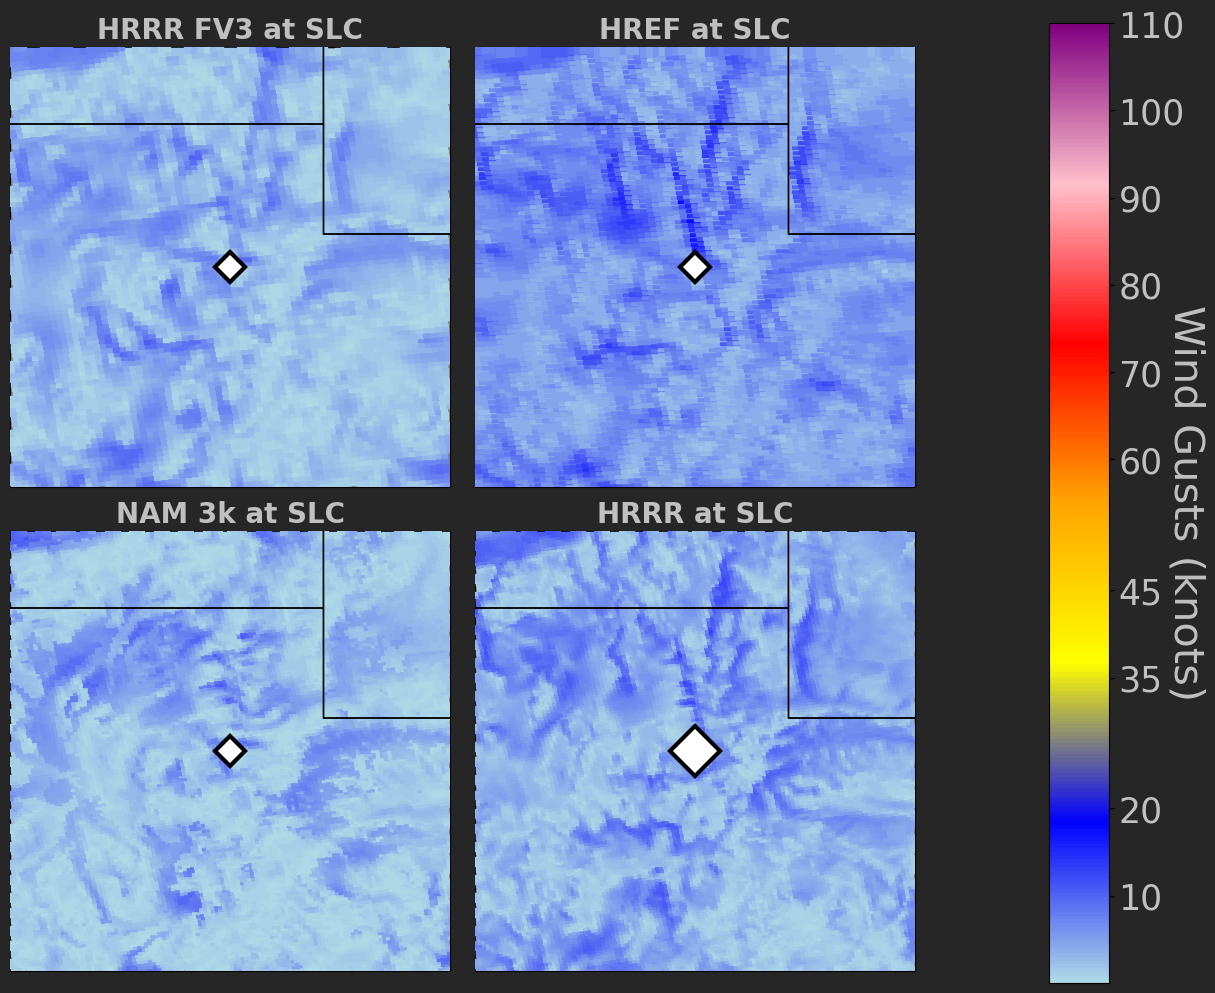 HRRR FV3 at SLC
HREF at SLC
NAM 3k at SLC
HRRR at SLC
110
100
90
80
70
60
45
35
20
10
Wind Gusts (knots)